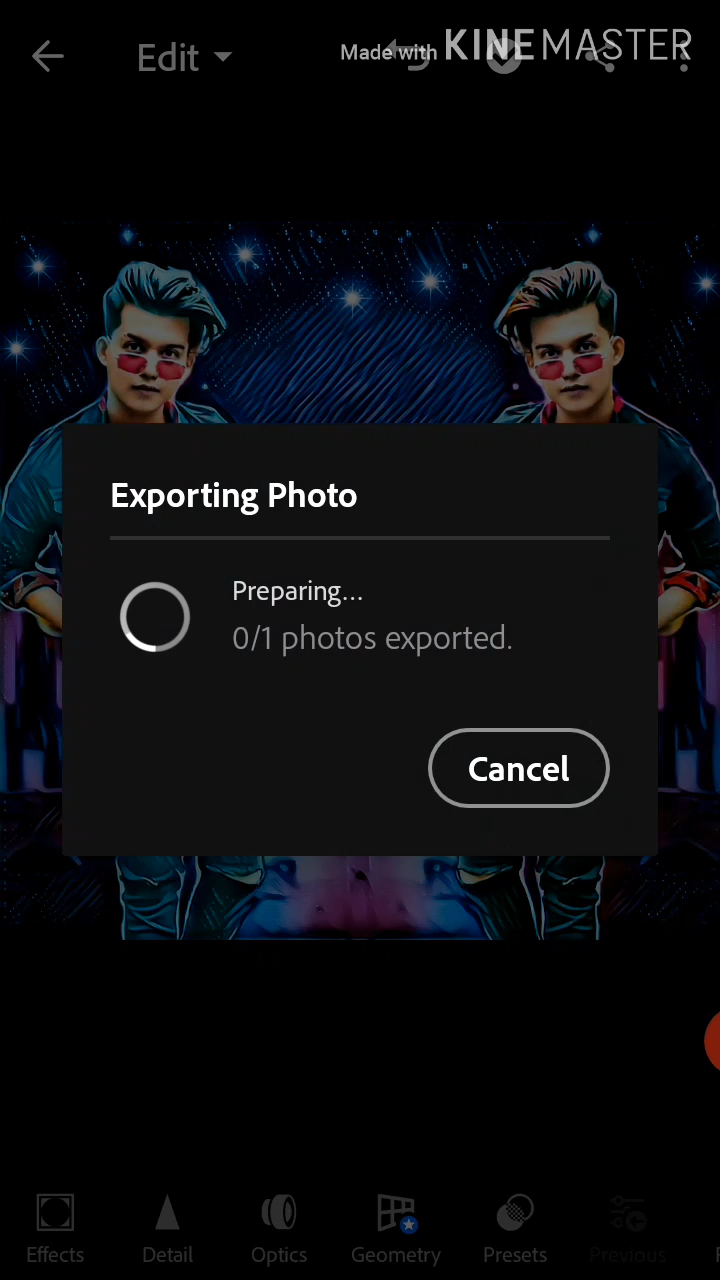 Edit
Made with KINEMASTER
Exporting Photo
Preparing...
0/1 photos exported.
Cancel
Effects
Detail
Optics
Geometry
Presets
Previous